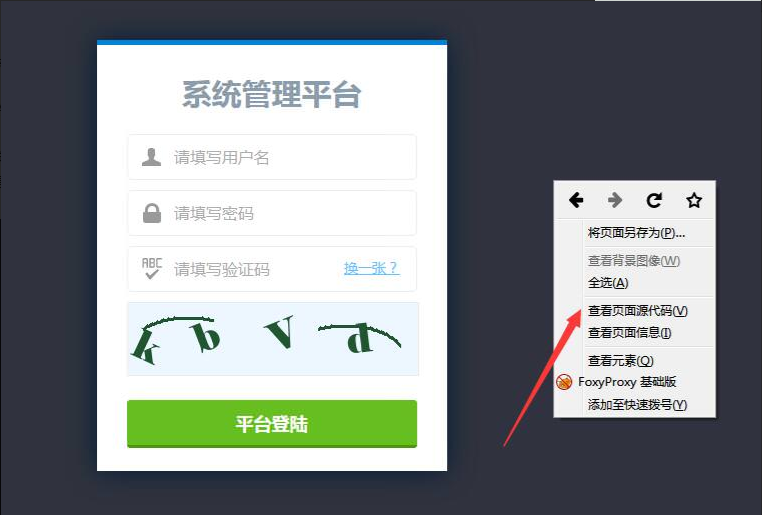 系统管理平台
请填写用户名
请填写密码
ABC
请填写验证码
换一张？
k b V d
平台登陆
将页面另存为(P)...
查看背景图像(W)
全选(A)
查看页面源代码(V)
查看页面信息(I)
查看元素(Q)
FoxyProxy 基础版
添加至快速拨号(Y)